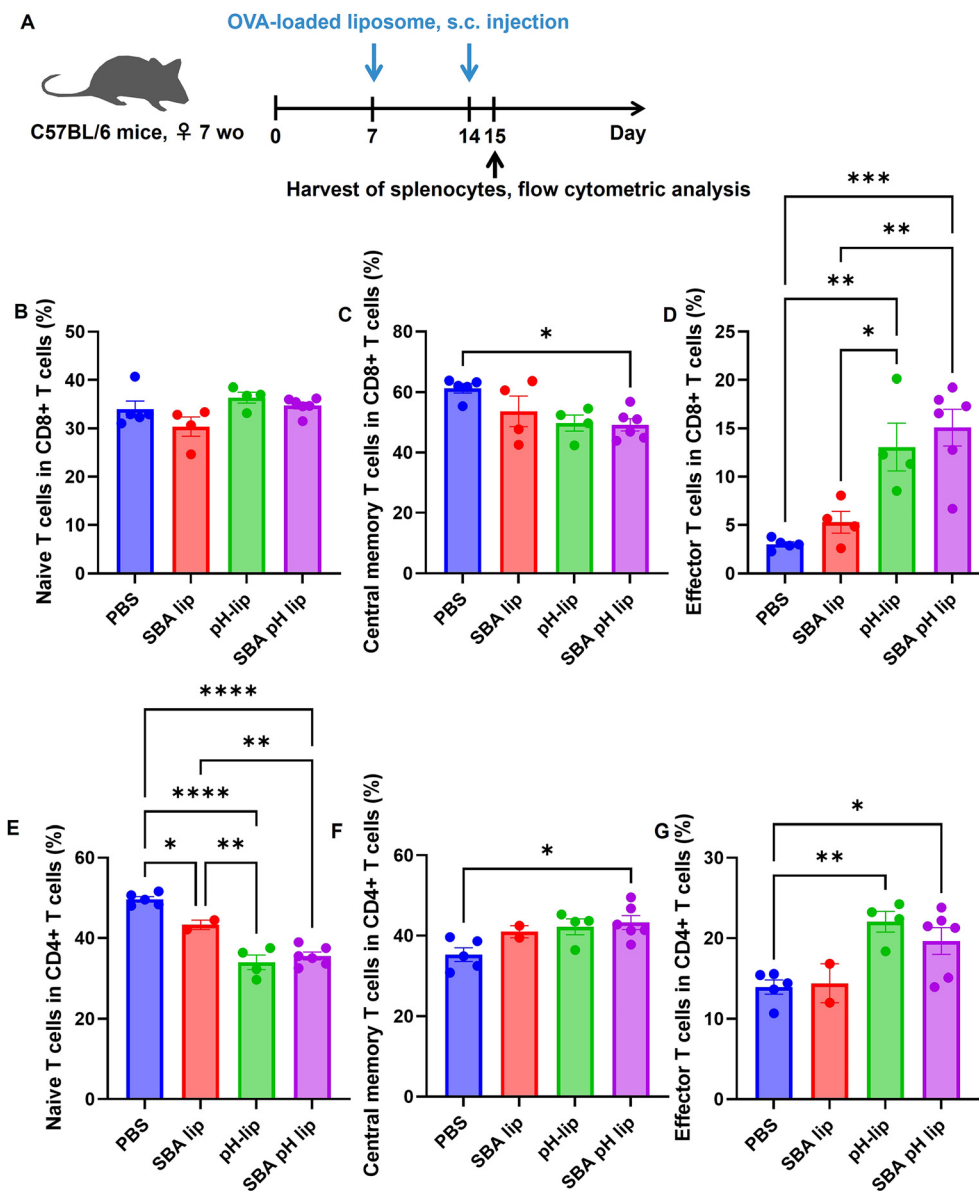 A
OVA-loaded liposome, s.c. injection
C57BL/6 mice, ♀ 7 wo
0 7 14 15 Day
Harvest of splenocytes, flow cytometric analysis
B
Naive T cells in CD8+ T cells (%)
50
40
30
20
10
0
PBS
SBA lip
pH-lip
SBA pH lip
C
Central memory T cells in CD8+ T cells (%)
80
60
40
20
0
*
PBS
SBA lip
pH-lip
SBA pH lip
D
Effector T cells in CD8+ T cells (%)
25
20
15
10
5
0
***
**
**
*
PBS
SBA lip
pH-lip
SBA pH lip
E
Naive T cells in CD4+ T cells (%)
60
40
20
0
****
**
****
* **
PBS
SBA lip
pH-lip
SBA pH lip
F
Central memory T cells in CD4+ T cells (%)
60
40
20
0
*
PBS
SBA lip
pH-lip
SBA pH lip
G
Effector T cells in CD4+ T cells (%)
30
20
10
0
*
**
PBS
SBA lip
pH-lip
SBA pH lip